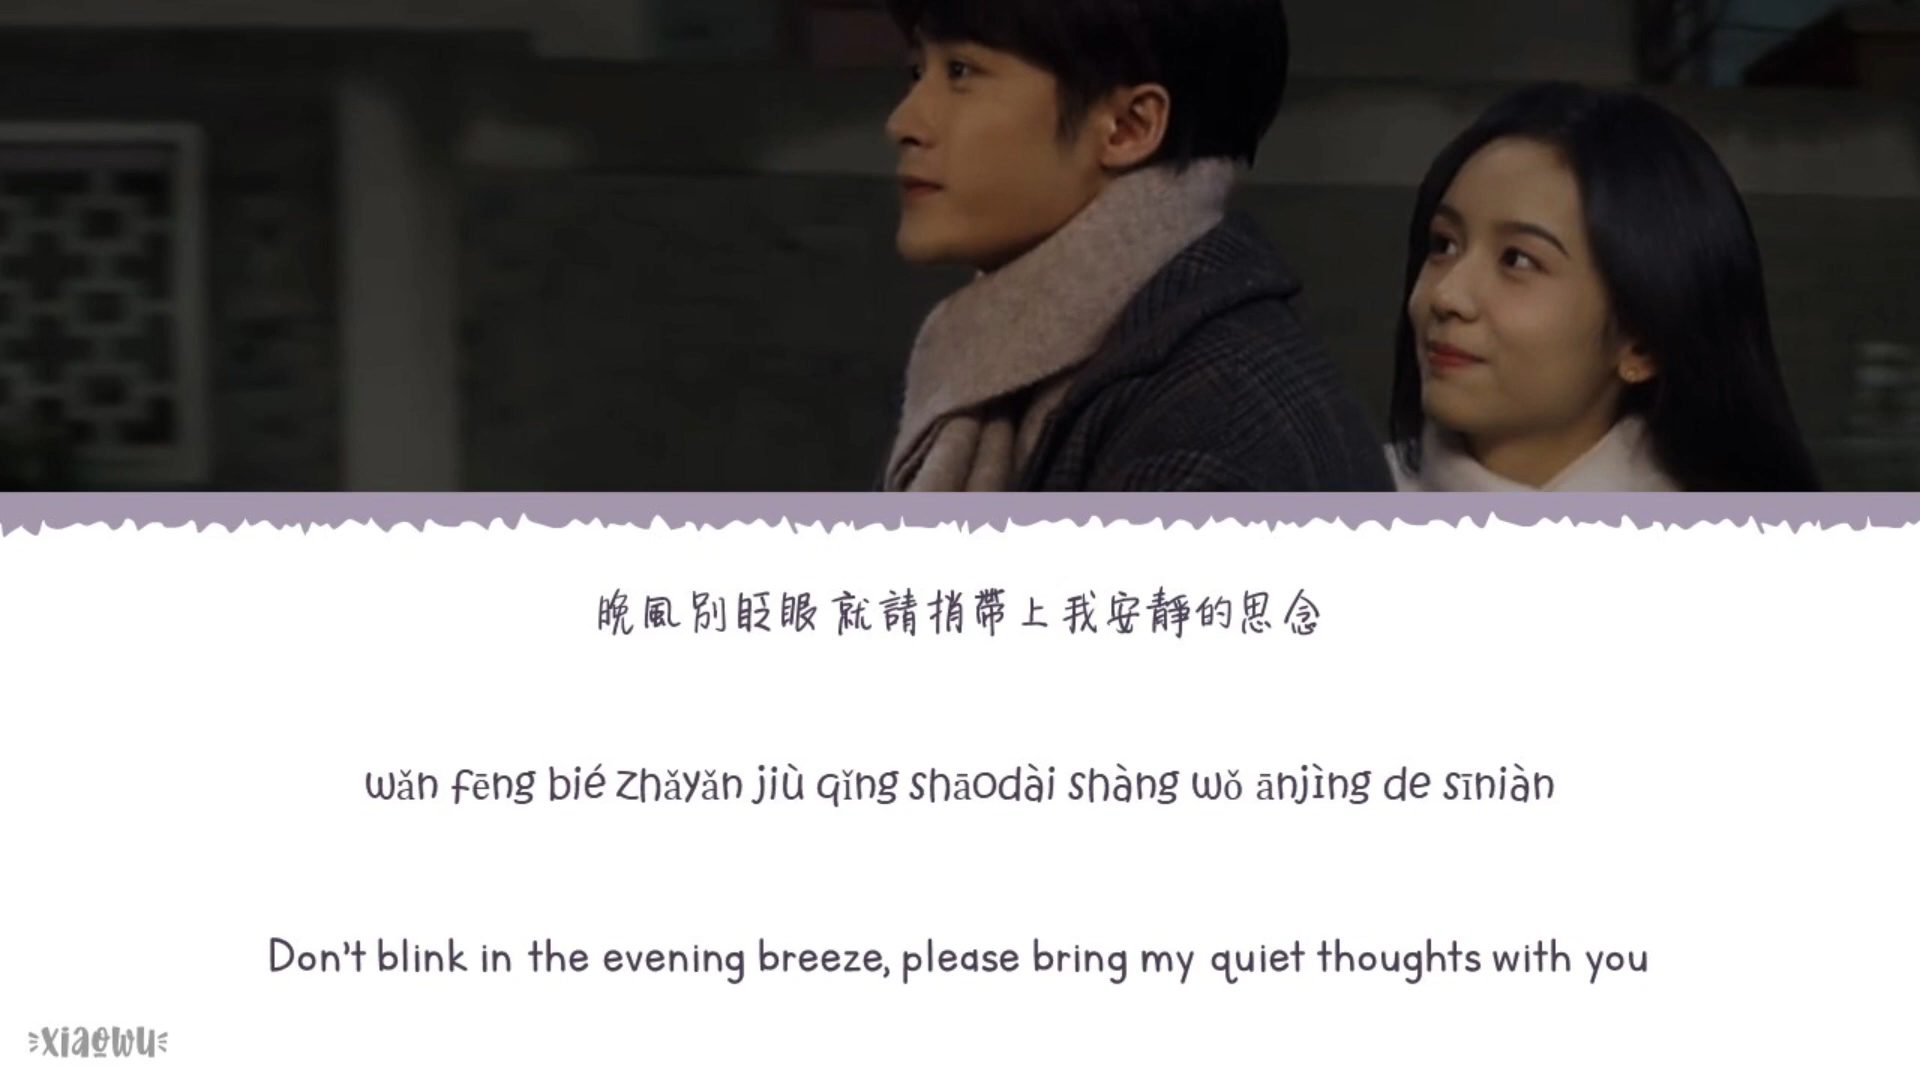 晚風別眨眼 就請捎帶上我安靜的思念
wǎn fēng bié zhǎyǎn jiù qǐng shāodài shàng wǒ ānjìng de sīniàn
Don't blink in the evening breeze, please bring my quiet thoughts with you
xiaowu